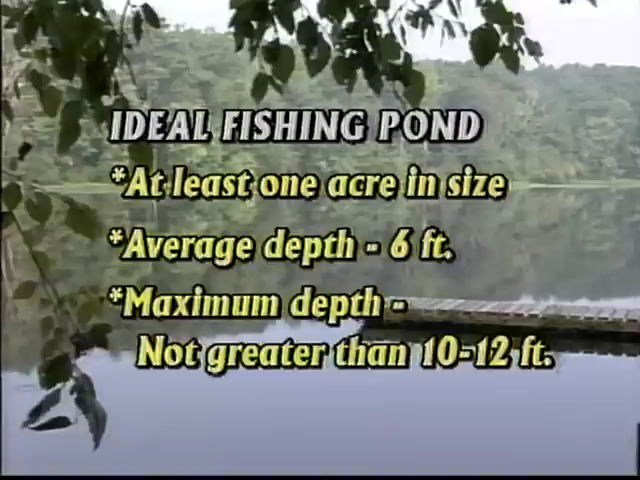 IDEAL FISHING POND
*At least one acre in size
*Average depth - 6 ft.
*Maximum depth -
Not greater than 10-12 ft.